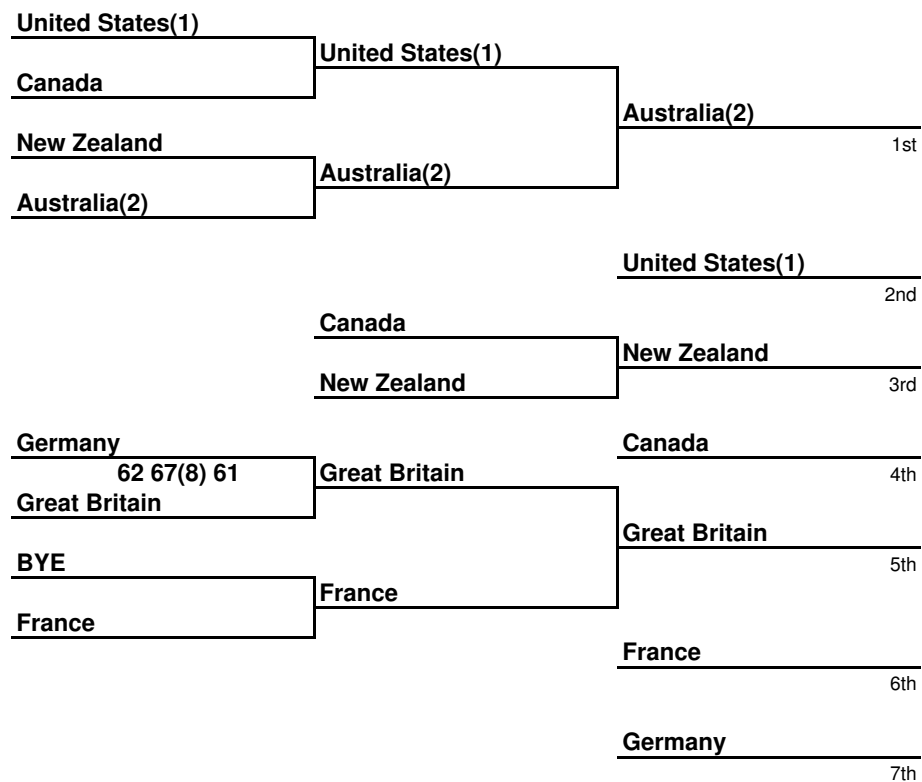 United States(1)
United States(1)
Canada
Australia(2)
New Zealand
1st
Australia(2)
Australia(2)
United States(1)
2nd
Canada
New Zealand
New Zealand
3rd
Germany
Canada
62 67(8) 61
Great Britain
4th
Great Britain
Great Britain
BYE
5th
France
France
France
6th
Germany
7th